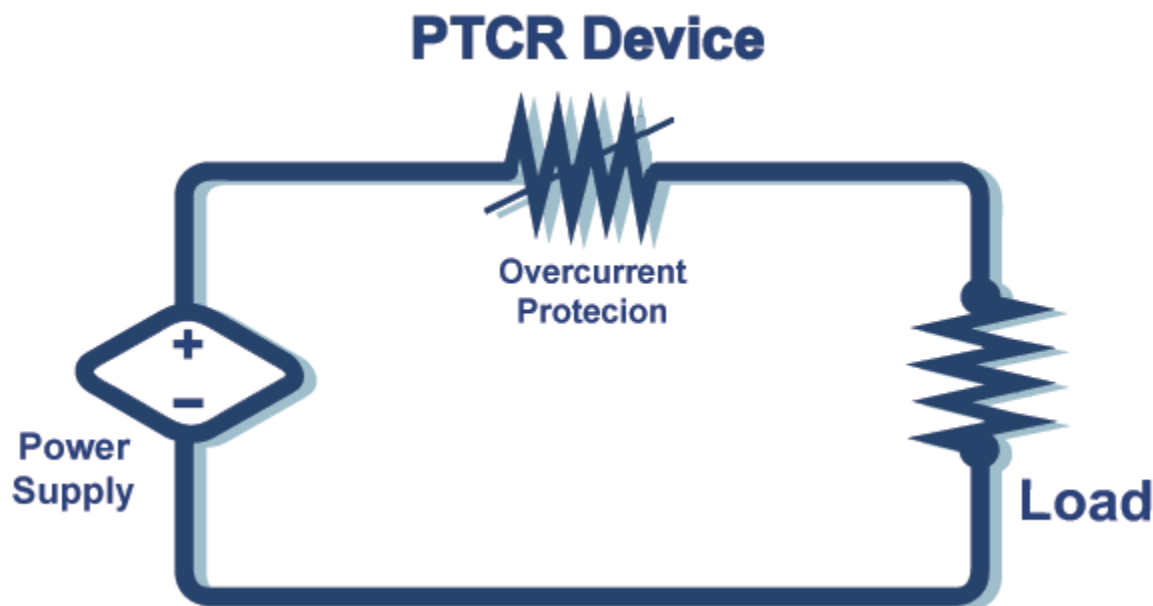 PTCR Device
Overcurrent
Protecion
+
−
Power
Supply
Load